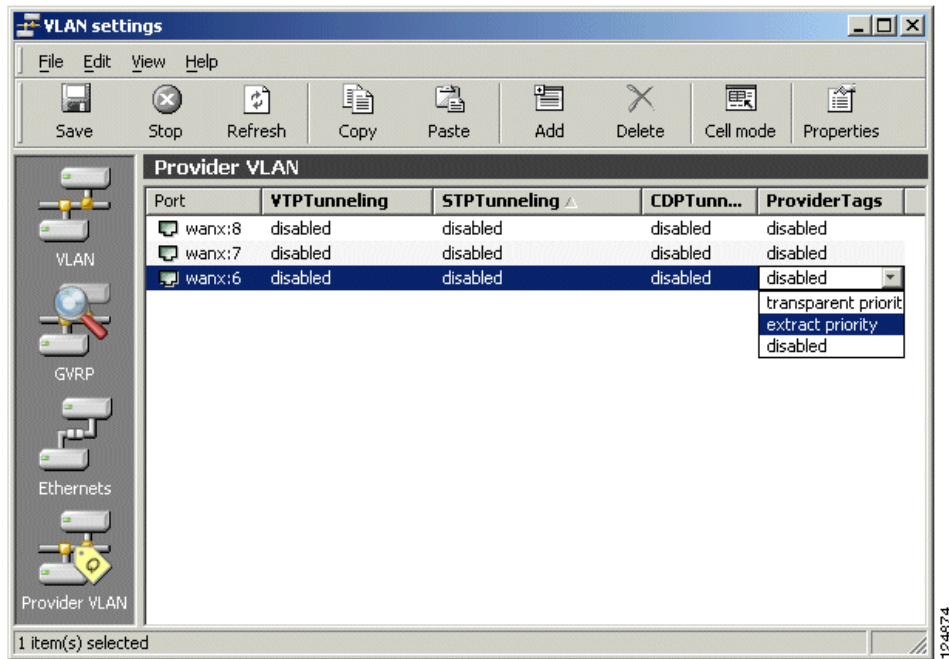 VLAN settings
File Edit View Help
Save Stop Refresh Copy Paste Add Delete Cell mode Properties
Provider VLAN
Port VTPTunneling STPTunneling CDPTunn... ProviderTags
wanx:8 disabled disabled disabled disabled
wanx:7 disabled disabled disabled disabled
wanx:6 disabled disabled disabled disabled
transparent priorit
extract priority
disabled
VLAN
GVRP
Ethernets
Q
Provider VLAN
1 item(s) selected
124874